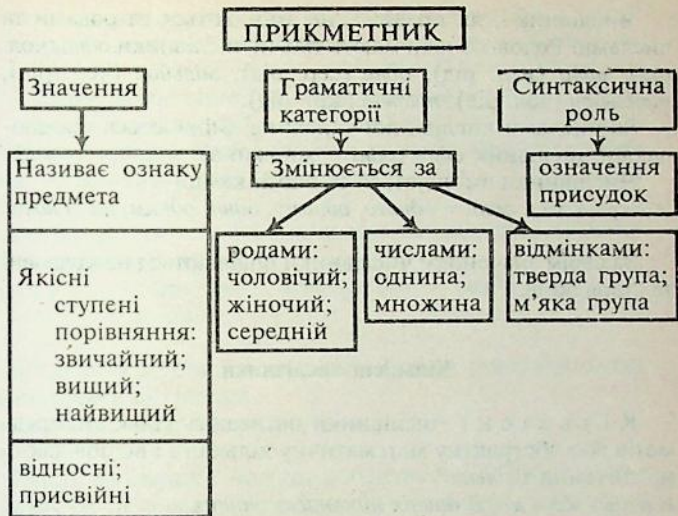 ПРИКМЕТНИК
Значення
Граматичні
категорії
Синтаксична
роль
Називає ознаку
предмета
Змінюється за
означення
присудок
Якісні
ступені
порівняння:
звичайний;
вищий;
найвищий
відносні;
присвійні
родами:
чоловічий;
жіночий;
середній
числами:
однина;
множина
відмінками:
тверда група;
м’яка група